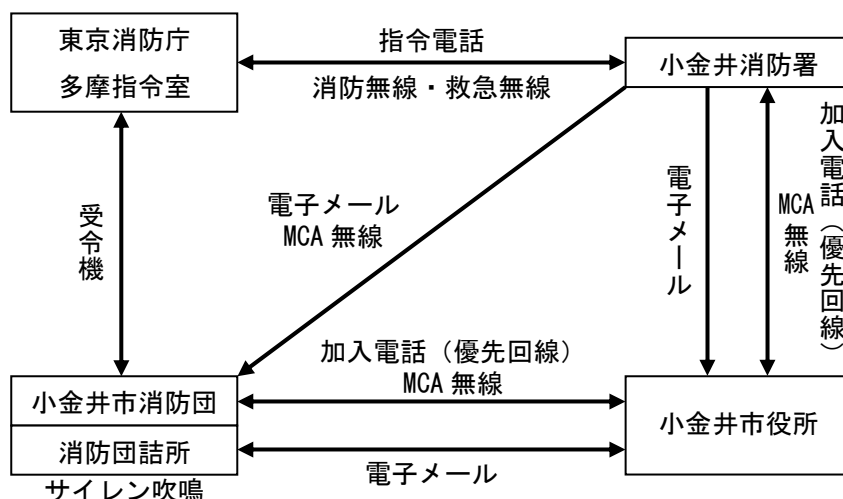 東京消防庁
多摩指令室
指令電話
消防無線・救急無線
小金井消防署
受令機
電子メール
MCA 無線
電子メール
MCA
無線
加入電話（優先回線）
加入電話（優先回線）
MCA 無線
小金井市消防団
消防団詰所
サイレン吹鳴
電子メール
小金井市役所